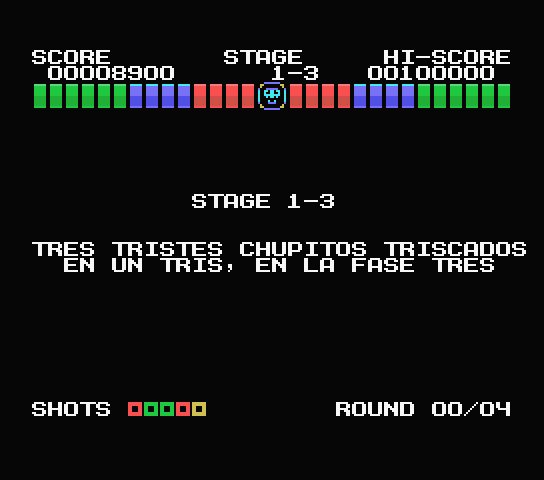 SCORE STAGE HI-SCORE
00008900 1-3 00100000
STAGE 1-3
TRES TRISTES CHUPITOS TRISCADOS
EN UN TRIS, EN LA FASE TRES
SHOTS ROUND 00/04